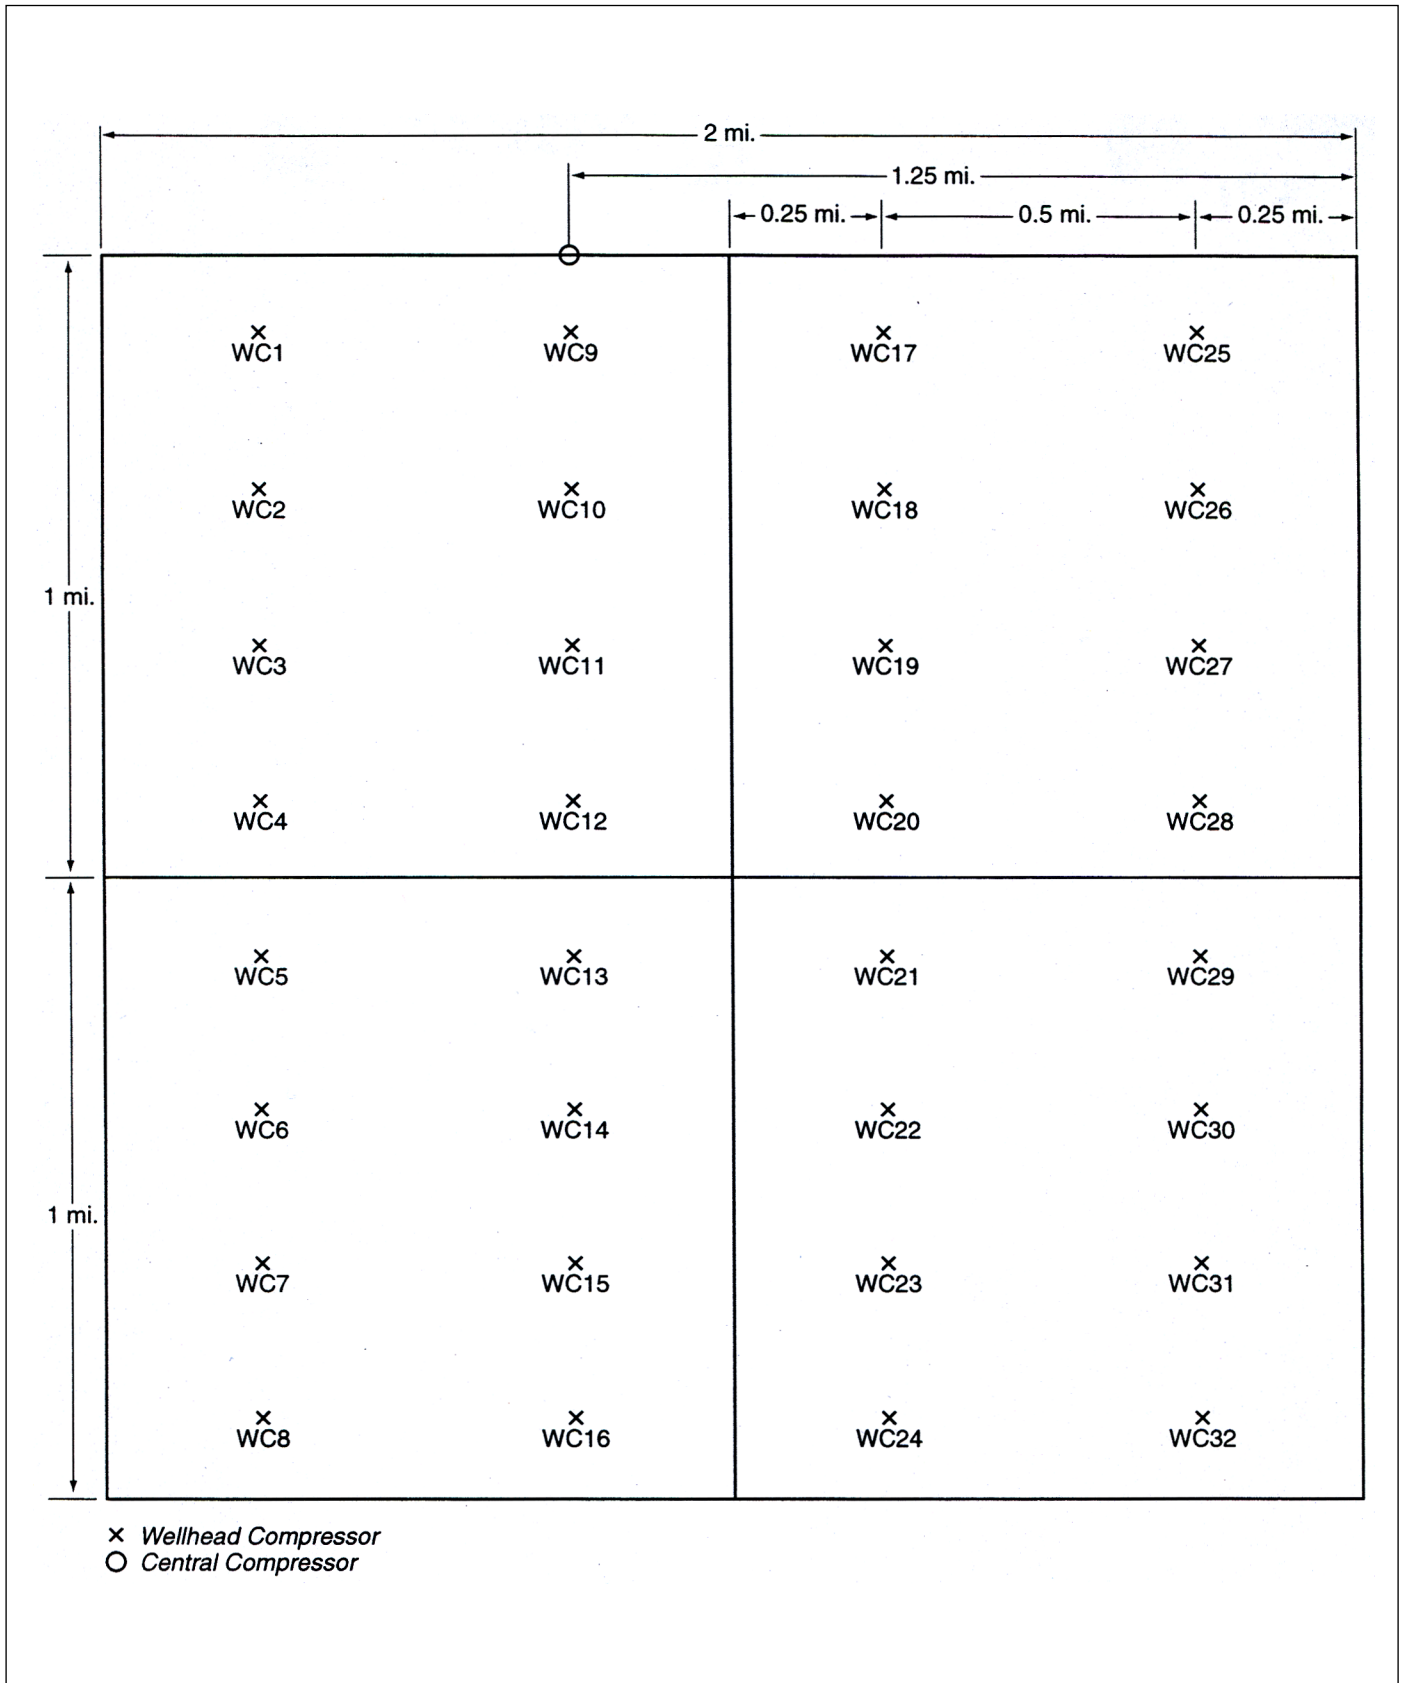 2 mi.
1.25 mi.
0.25 mi. 0.5 mi. 0.25 mi.
WC1 WC9 WC17 WC25
WC2 WC10 WC18 WC26
1 mi.
WC3 WC11 WC19 WC27
WC4 WC12 WC20 WC28
WC5 WC13 WC21 WC29
WC6 WC14 WC22 WC30
1 mi.
WC7 WC15 WC23 WC31
WC8 WC16 WC24 WC32
Wellhead Compressor
Central Compressor